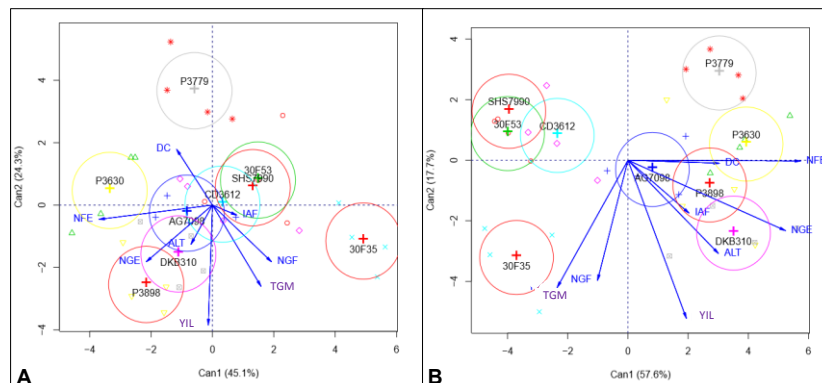 P3779
DC
30F53
SHS7990
P3630
CD3612
NFE
IAF
AG7098
ALT
30F35
NGE
DKB310
NGF
P3898
TGM
YIL
-4 -2 0 2 4 6
Can1 (45.1%)
Can2 (24.3%)
4
2
0
-2
-4
A
P3779
SHS7990
30F53
CD3612
P3630
DC
NFE
AG7098
P3898
IAF
NGE
DKB310
ALT
30F35
NGF
TGM
YIL
-4 -2 0 2 4 6
Can1 (57.6%)
Can2 (17.7%)
4
2
0
-2
-4
-6
B